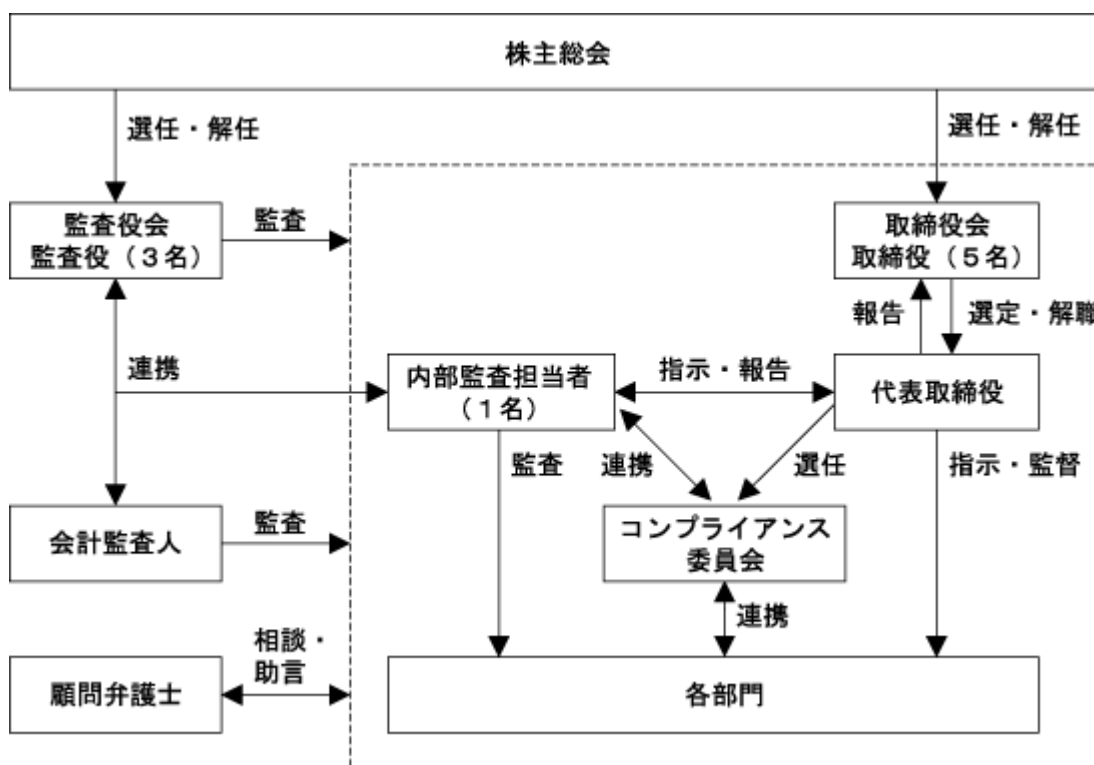 株主総会
選任・解任
選任・解任
監査役会
監査役（３名）
監査
取締役会
取締役（５名）
報告
選定・解職
連携
内部監査担当者
（１名）
指示・報告
代表取締役
監査
連携
選任
指示・監督
会計監査人
監査
コンプライアンス
委員会
連携
相談・
助言
顧問弁護士
各部門